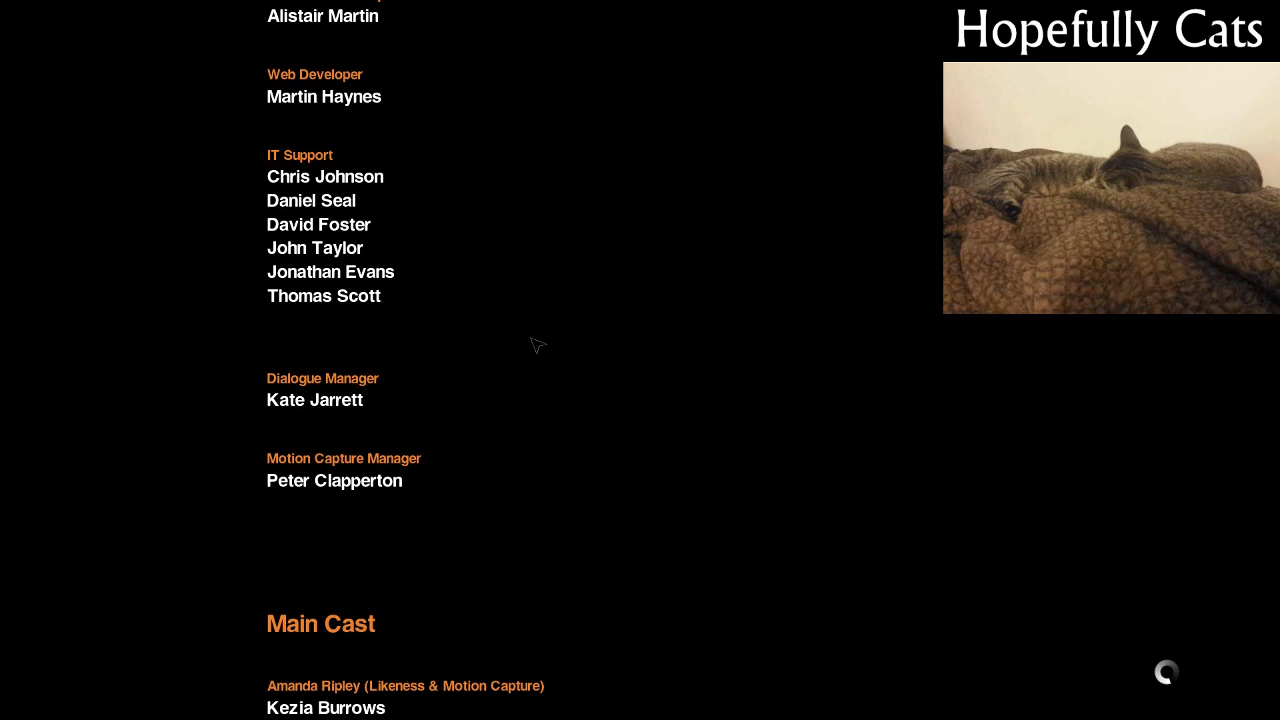 Alistair Martin
Web Developer
Martin Haynes
IT Support
Chris Johnson
Daniel Seal
David Foster
John Taylor
Jonathan Evans
Thomas Scott
Dialogue Manager
Kate Jarrett
Motion Capture Manager
Peter Clapperton
Main Cast
Amanda Ripley (Likeness & Motion Capture)
Kezia Burrows
Hopefully Cats